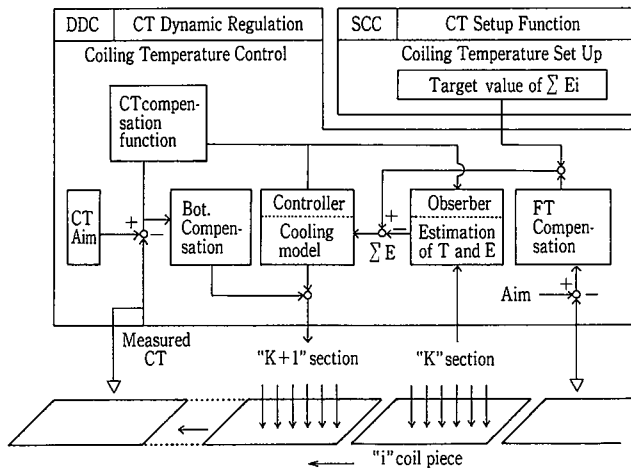 DDC CT Dynamic Regulation
Coiling Temperature Control
SCC CT Setup Function
Coiling Temperature Set Up
Target value of ∑ Ei
CT compen-
sation
function
CT
Aim
+
−
Bot.
Compen-
sation
Controller
Cooling
model
+
−
∑ E
Obserber
Estimation
of T and E
FT
Compen-
sation
Aim
+
−
Measured
CT
"K+1" section
"K" section
"i" coil piece